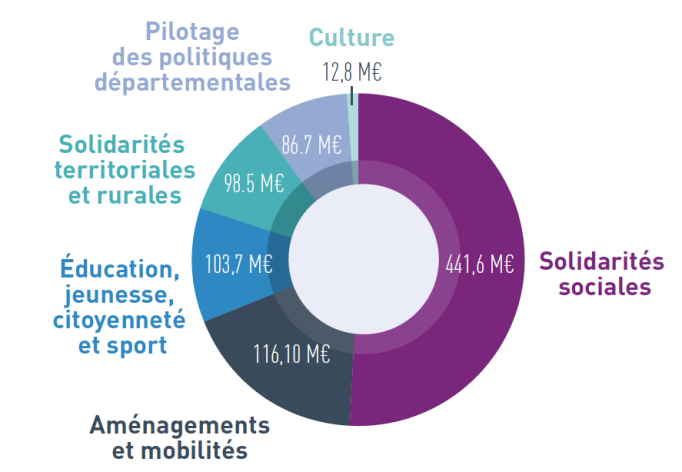 Pilotage
des politiques
départementales
Culture
12,8 M€
86.7 M€
Solidarités
territoriales
et rurales
98.5 M€
Éducation,
jeunesse,
citoyenneté
et sport
103,7 M€
441,6 M€
Solidarités
sociales
116,10 M€
Aménagements
et mobilités